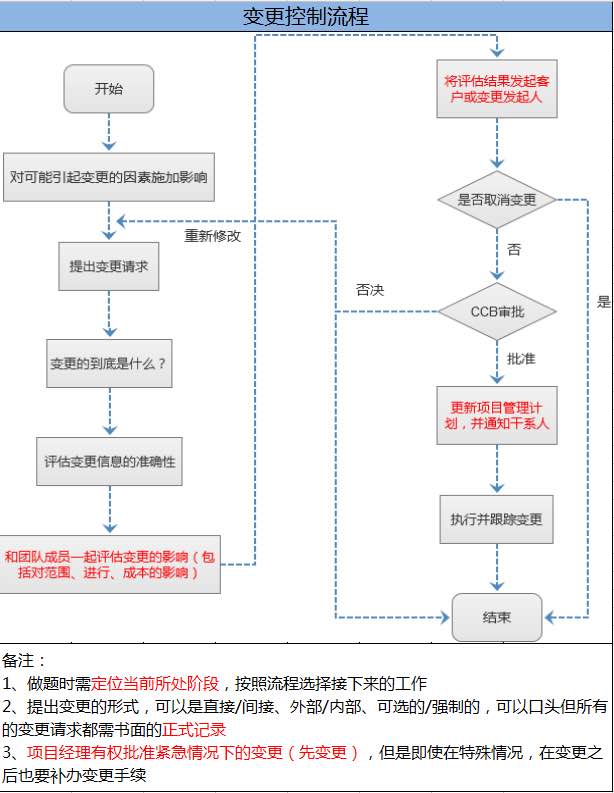 变更控制流程
开始
对可能引起变更的因素施加影响
重新修改
提出变更请求
变更的到底是什么？
评估变更信息的准确性
和团队成员一起评估变更的影响（包
括对范围、进行、成本的影响）
将评估结果发起客
户或变更发起人
是否取消变更
否
是
CCB审批
否决
批准
更新项目管理计
划，并通知干系人
执行并跟踪变更
结束
备注：
1、做题时需定位当前所处阶段，按照流程选择接下来的工作
2、提出变更的形式，可以是直接/间接、外部/内部、可选的/强制的，可以口头但所有
的变更请求都需书面的正式记录
3、项目经理有权批准紧急情况下的变更（先变更），但是即使在特殊情况，在变更之
后也要补办变更手续